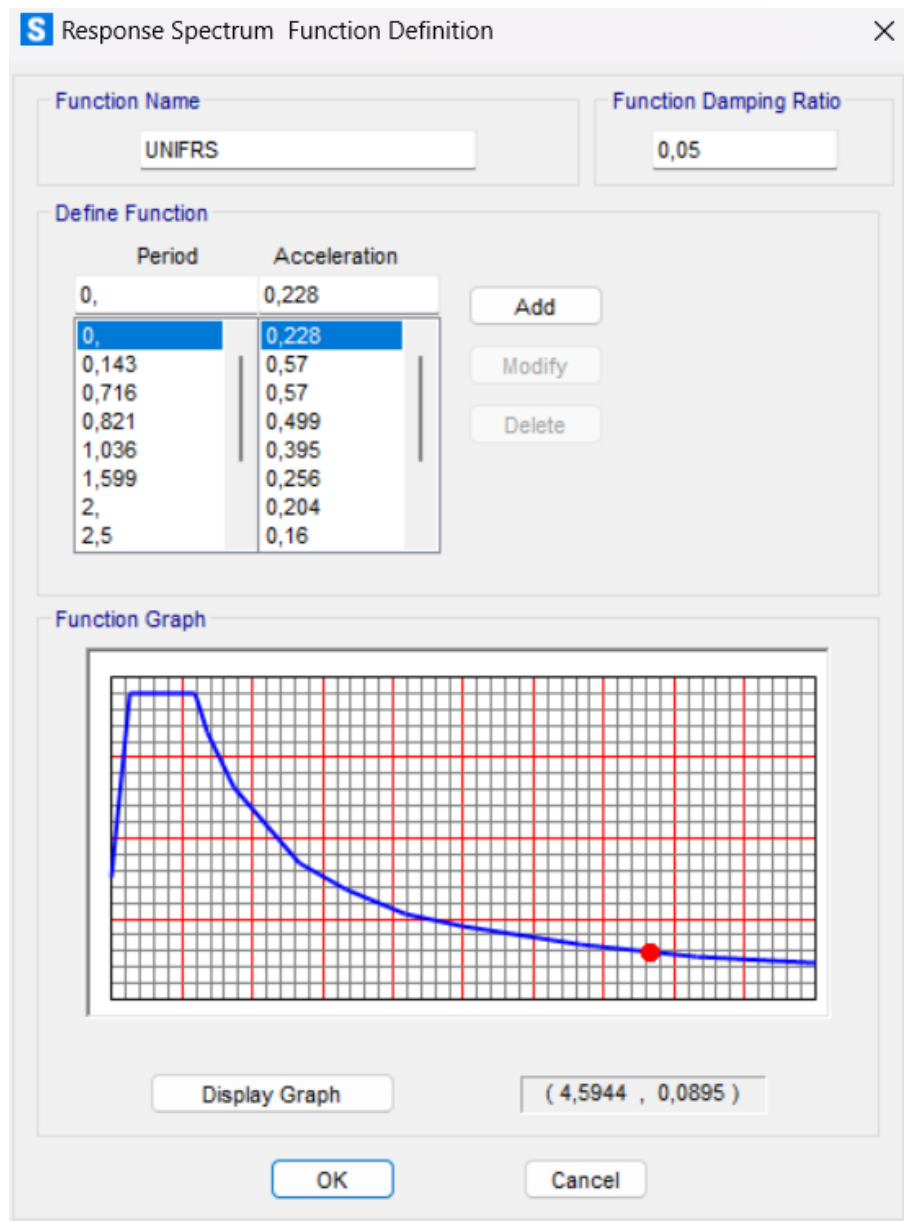 S Response Spectrum Function Definition
Function Name
Function Damping Ratio
UNIFRS
0,05
Define Function
Period Acceleration
0, 0,228
Add
0, 0,228
0,143 0,57
Modify
0,716 0,57
0,821 0,499
Delete
1,036 0,395
1,599 0,256
2, 0,204
2,5 0,16
Function Graph
Display Graph
( 4,5944 , 0,0895 )
OK
Cancel